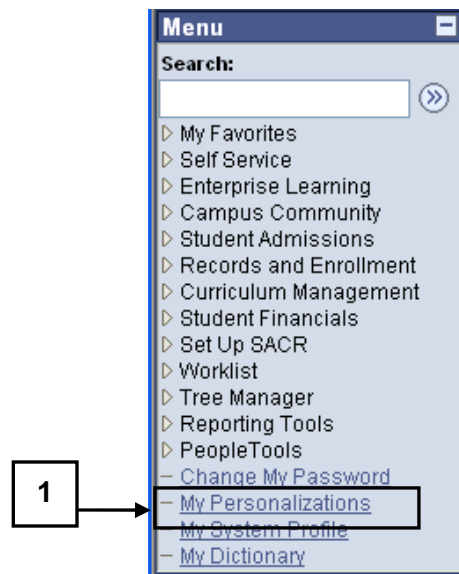 Menu
Search:
My Favorites
Self Service
Enterprise Learning
Campus Community
Student Admissions
Records and Enrollment
Curriculum Management
Student Financials
Set Up SACR
Worklist
Tree Manager
Reporting Tools
PeopleTools
Change My Password
1
My Personalizations
My System Profile
My Dictionary